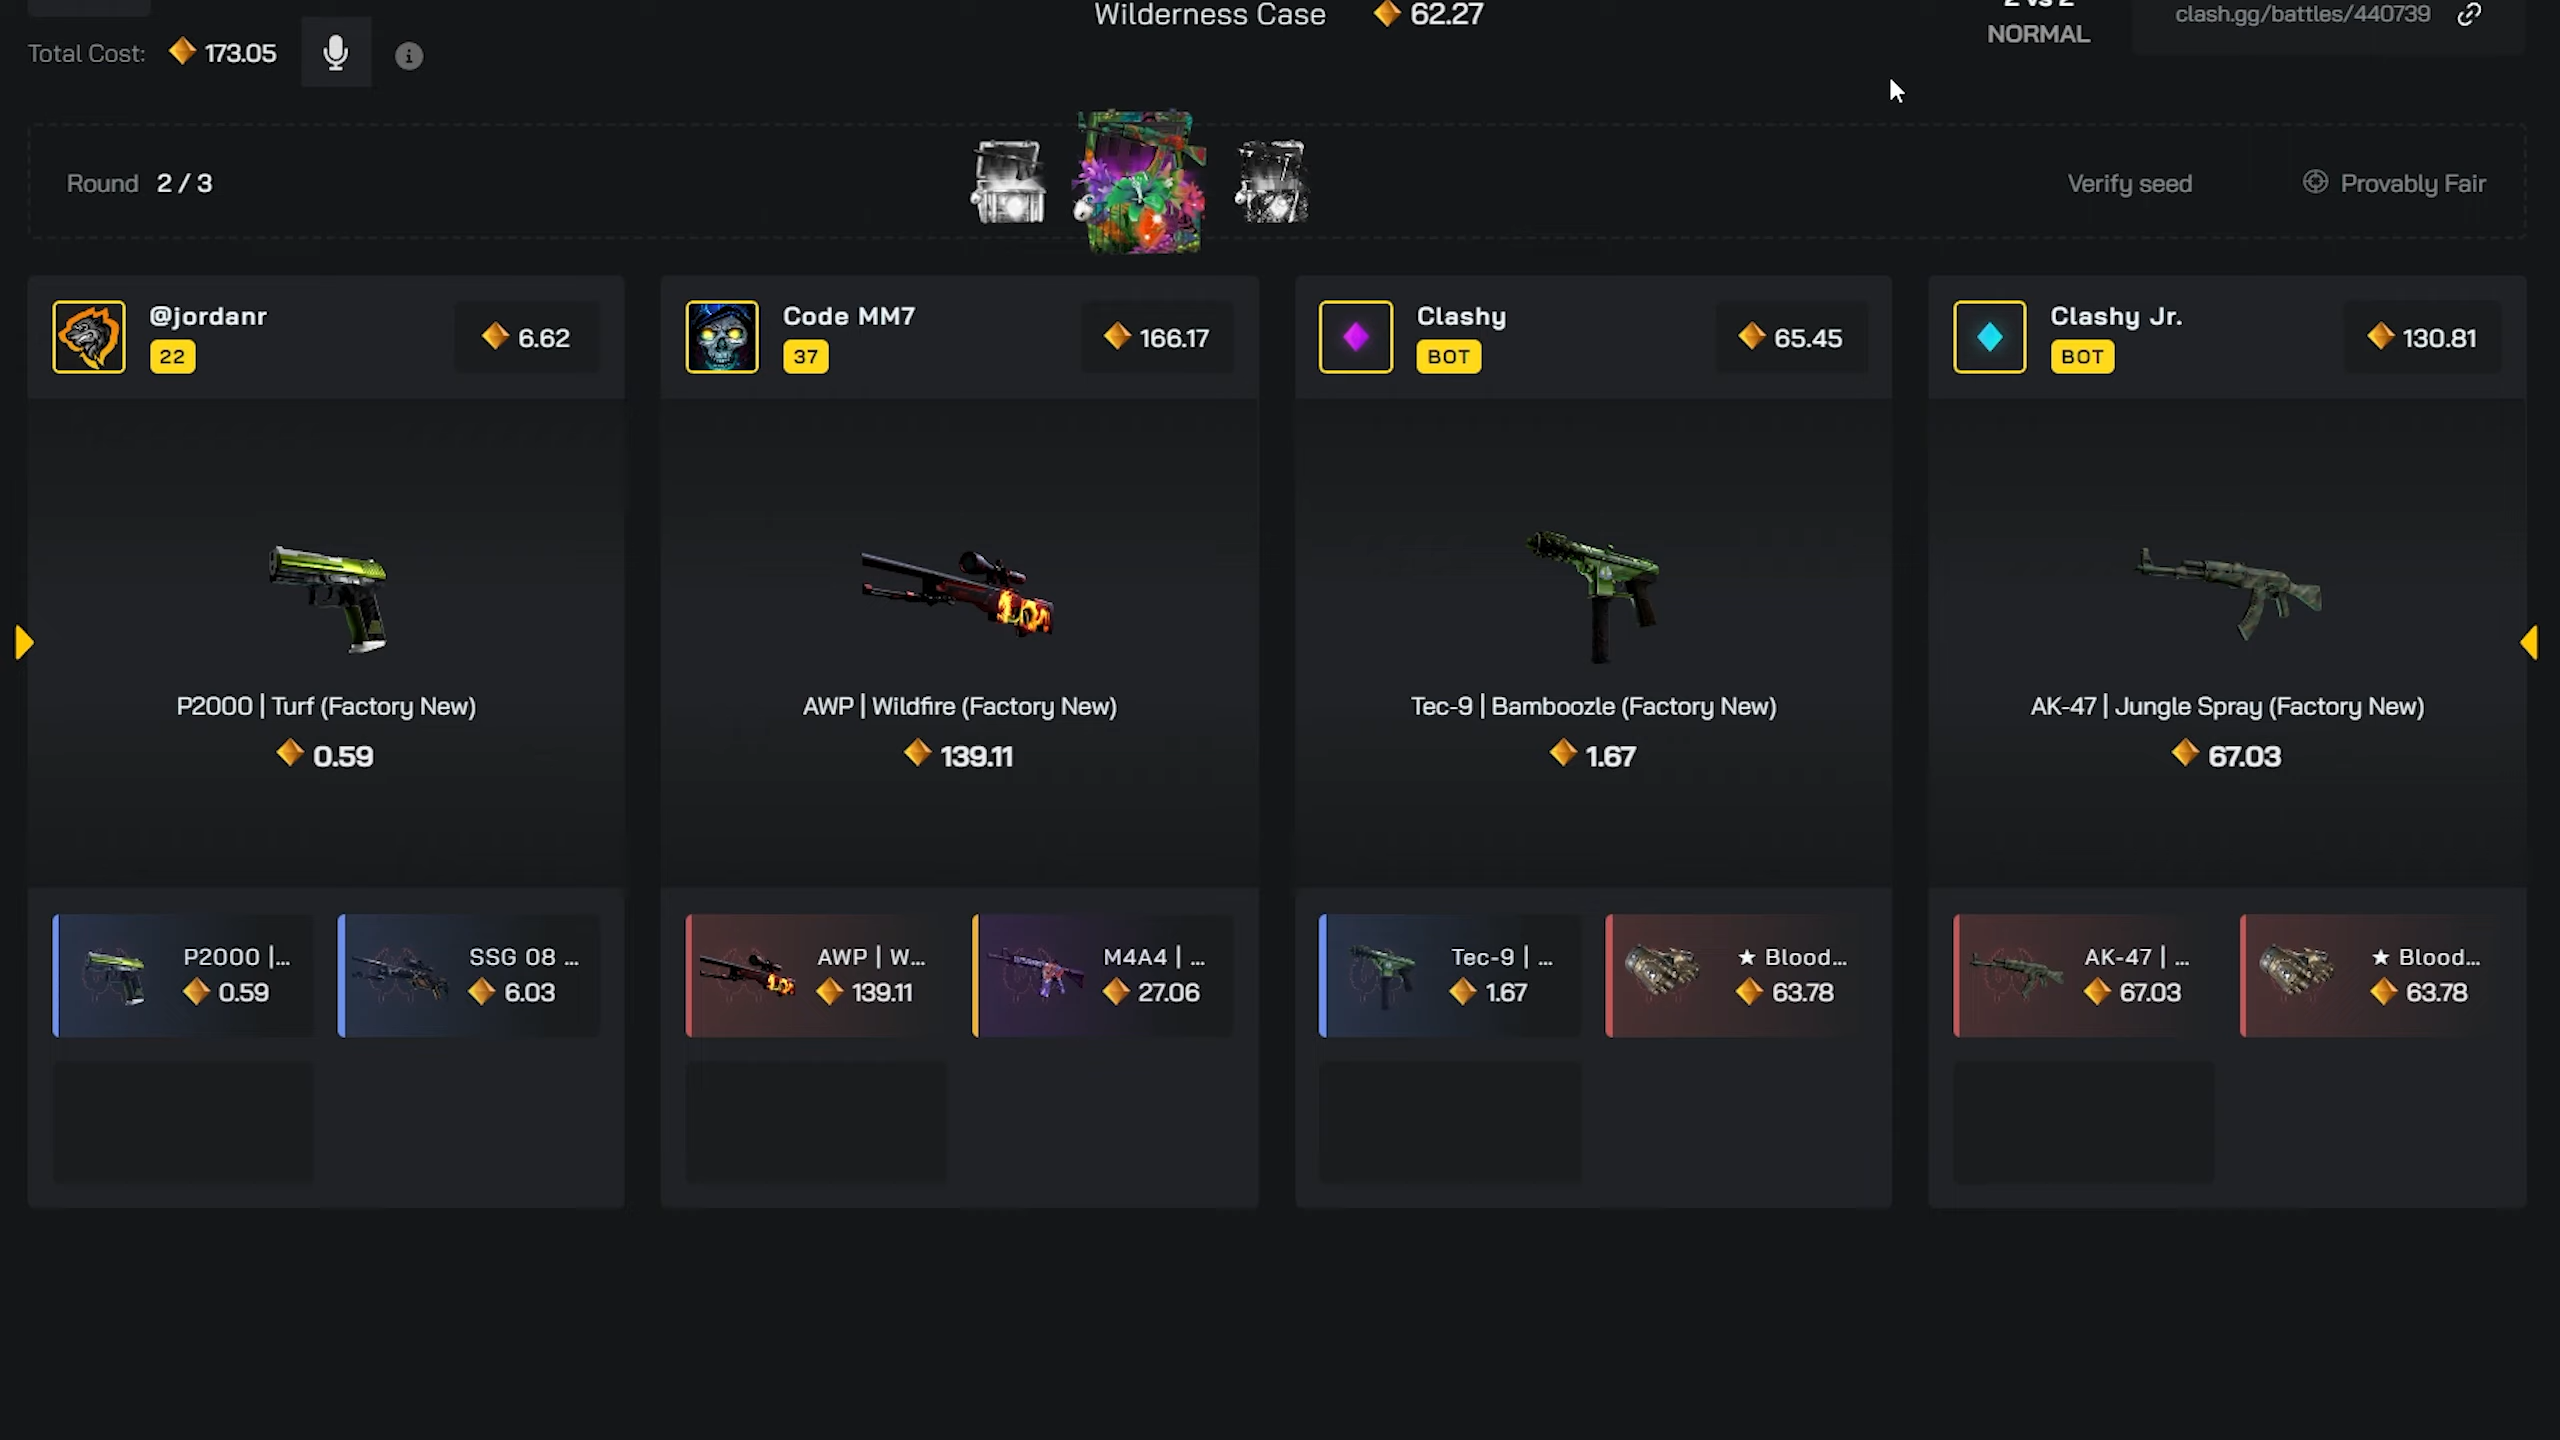 Wilderness Case 62.27
2 vs 2
NORMAL
clash.gg/battles/440739
Total Cost: 173.05
Round 2 / 3
Verify seed
Provably Fair
@jordanr
22
6.62
P2000 | Turf (Factory New)
0.59
P2000 |...
0.59
SSG 08 ...
6.03
Code MM7
37
166.17
AWP | Wildfire (Factory New)
139.11
AWP | W...
139.11
M4A4 | ...
27.06
Clashy
BOT
65.45
Tec-9 | Bamboozle (Factory New)
1.67
Tec-9 | ...
1.67
★ Blood...
63.78
Clashy Jr.
BOT
130.81
AK-47 | Jungle Spray (Factory New)
67.03
AK-47 | ...
67.03
★ Blood...
63.78